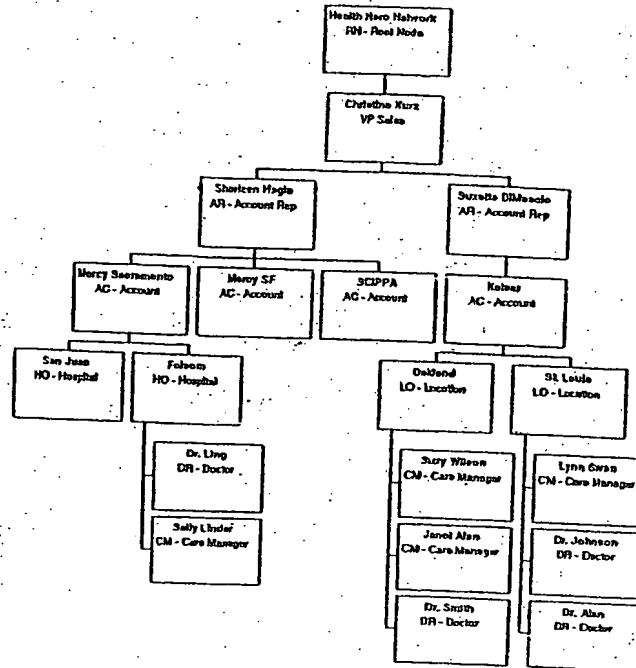 Health Hero Network
RN - Root Node
Christine Kurz
VP Sales
AR - Account Rep
Suzette DiMascio
AR - Account Rep
Mercy Sacramento
AC - Account
Mercy SF
AC - Account
SCIPPA
AC - Account
AC - Account
San Juan
HO - Hospital
Folsom
HO - Hospital
Oakland
LO - Location
St. Louis
LO - Location
Dr. Ling
DR - Doctor
Sally Linder
CM - Care Manager
Suzy Wilson
CM - Care Manager
Janet Alan
CM - Care Manager
Dr. Smith
DR - Doctor
Lynn Swan
CM - Care Manager
Dr. Johnson
DR - Doctor
Dr. Alan
DR - Doctor